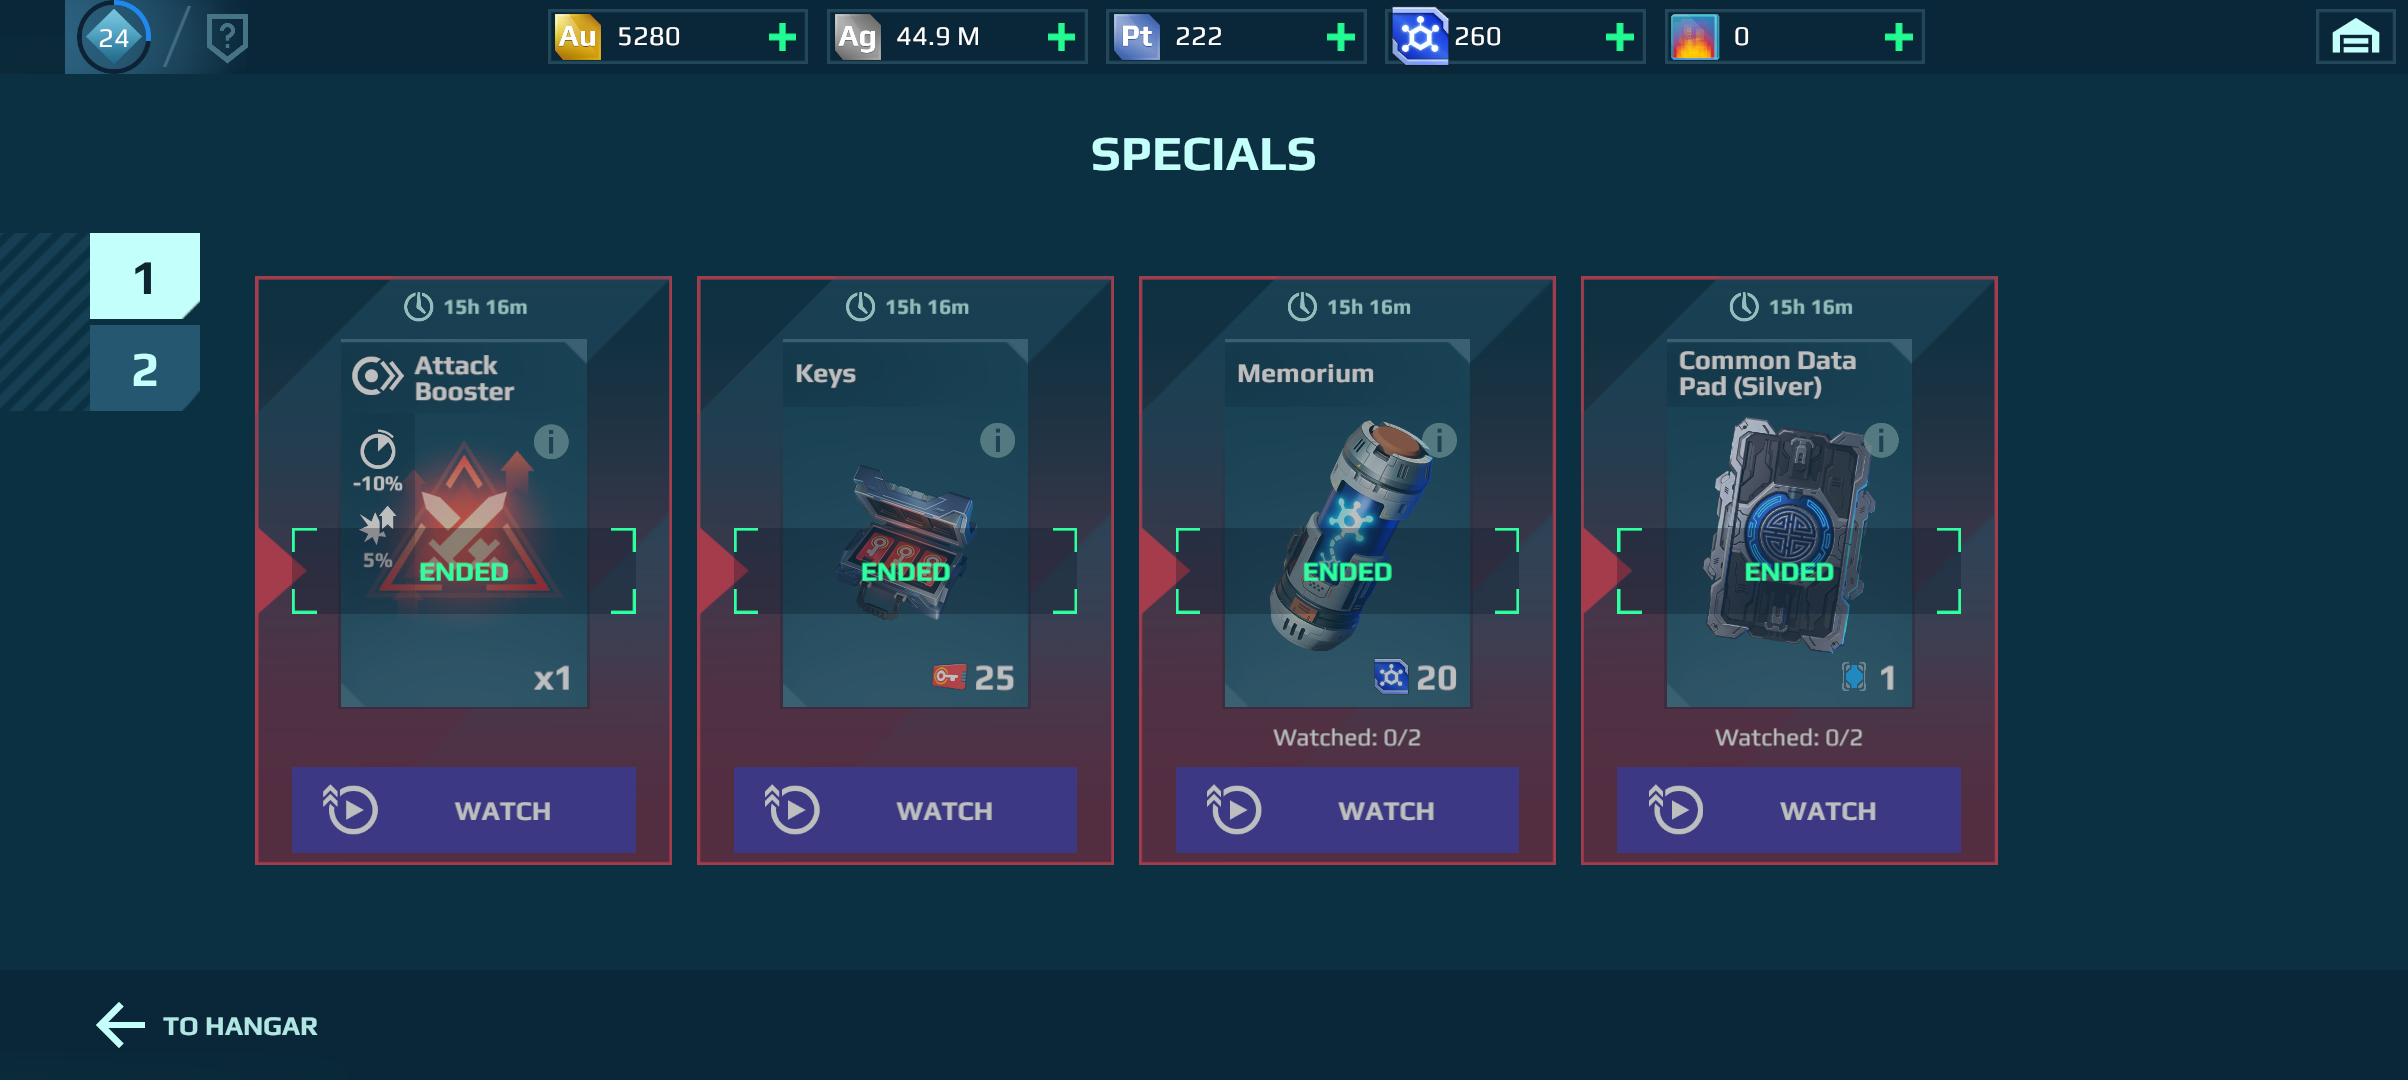 24
?
Au 5280
Ag 44.9 M
Pt 222
260
0
SPECIALS
1
2
15h 16m
Attack
Booster
-10%
5%
ENDED
x1
WATCH
15h 16m
Keys
ENDED
25
WATCH
15h 16m
Memorium
ENDED
20
Watched: 0/2
WATCH
15h 16m
Common Data
Pad (Silver)
ENDED
1
Watched: 0/2
WATCH
TO HANGAR